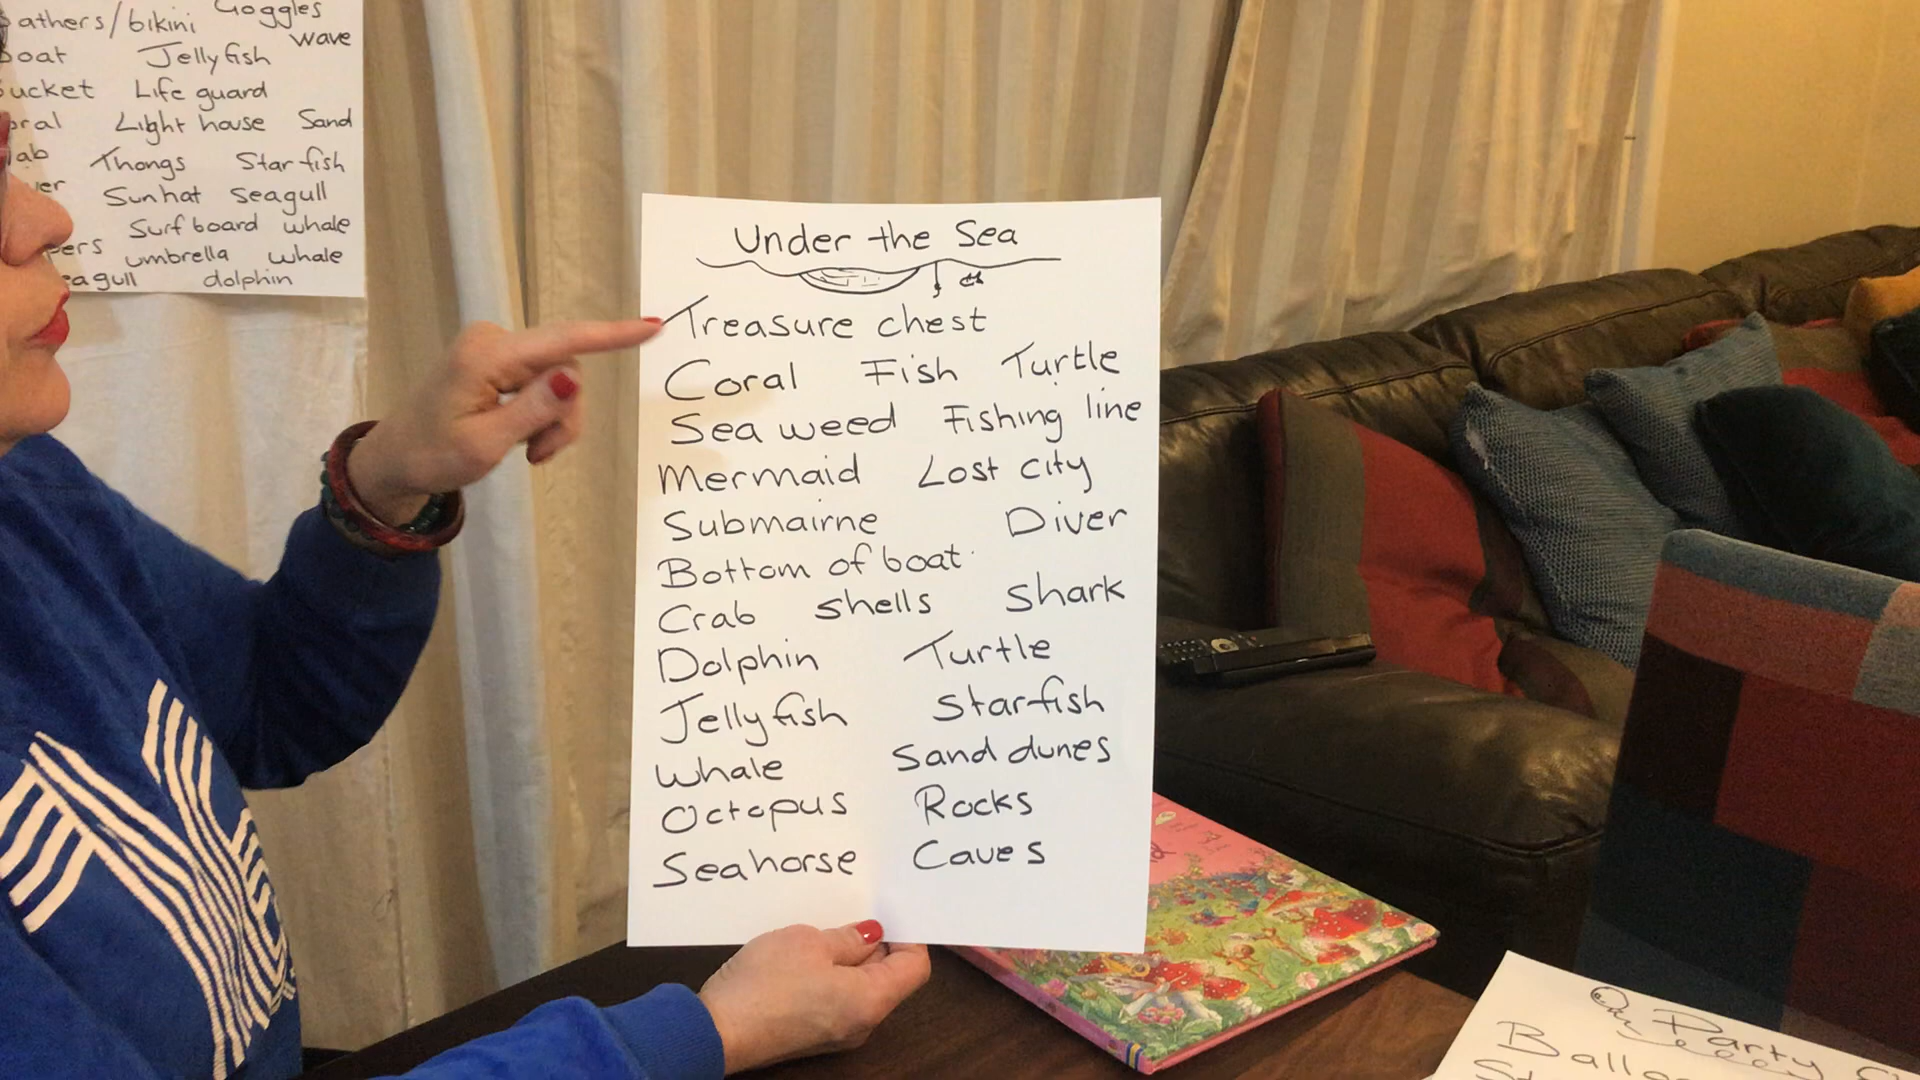 athers/bikini Goggles
wave
boat Jelly fish
ucket Life guard
oral Light house Sand
Thongs Star fish
Sunhat Seagull
Surf board whale
umbrella whale
eagull dolphin
Under the Sea
Treasure chest
Coral Fish Turtle
Sea weed Fishing line
Mermaid Lost city
Submairne Diver
Bottom of boat
Crab shells shark
Dolphin Turtle
Jelly fish Starfish
Whale Sand dunes
Octopus Rocks
Seahorse Caves
Party